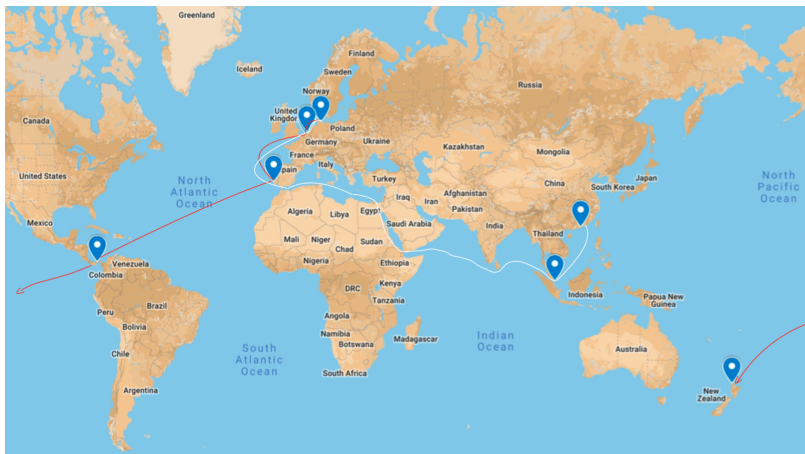 Greenland
Iceland
Finland
Sweden
Norway
Russia
United
Kingdor
Canada
Poland
Germany
Ukraine
France
Kazakhstan
Mongolia
Italy
pain
United States
North
Atlantic
Ocean
Turkey
China
South Korea
Japan
North
Pacific
Ocean
Iraq
Iran
Afghanistan
Pakistan
Algeria
Libya
Egypt
Saudi Arabia
Mexico
India
Thailand
Mali
Niger
Chad
Sudan
Nigeria
Ethiopia
Venezuela
Colombia
DRC
Kenya
Tanzania
Indonesia
Papua New
Guinea
Peru
Brazil
Bolivia
Angola
Namibia
Botswana
Madagascar
Indian
Ocean
South
Atlantic
Ocean
Chile
Australia
South Africa
Argentina
New
Zealand